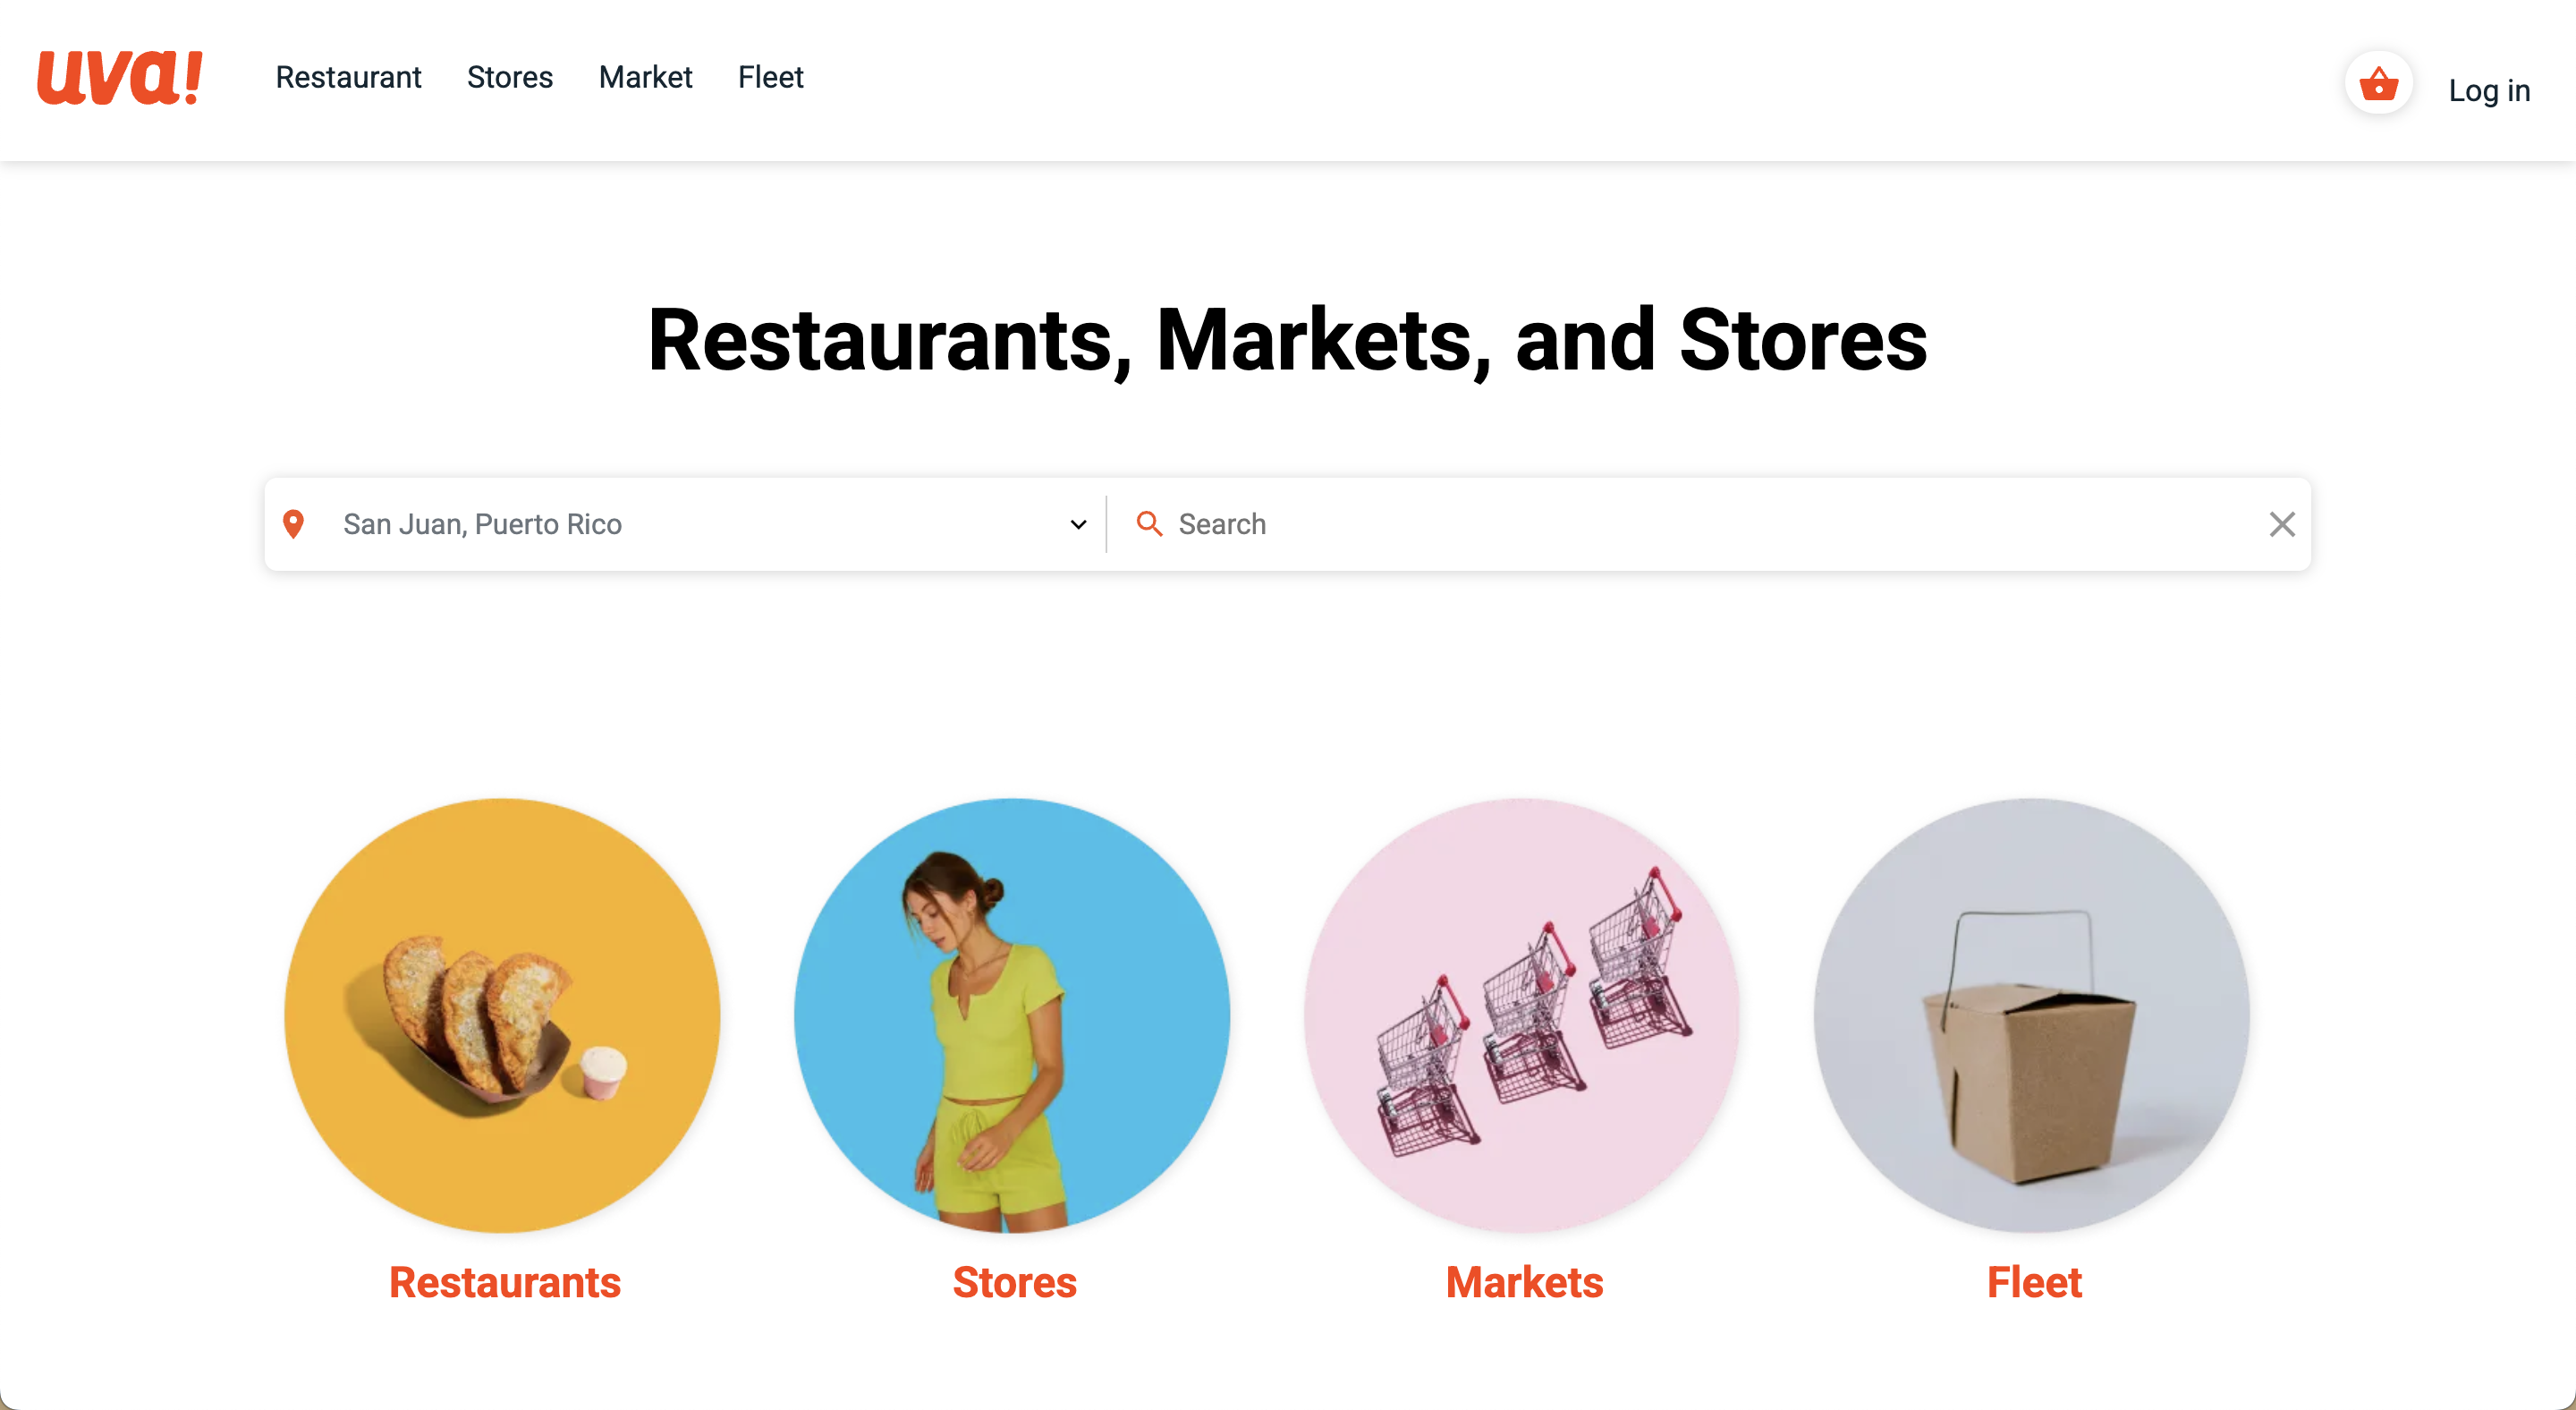 uva!
Restaurant Stores Market Fleet
Log in
Restaurants, Markets, and Stores
San Juan, Puerto Rico
Search
Restaurants
Stores
Markets
Fleet